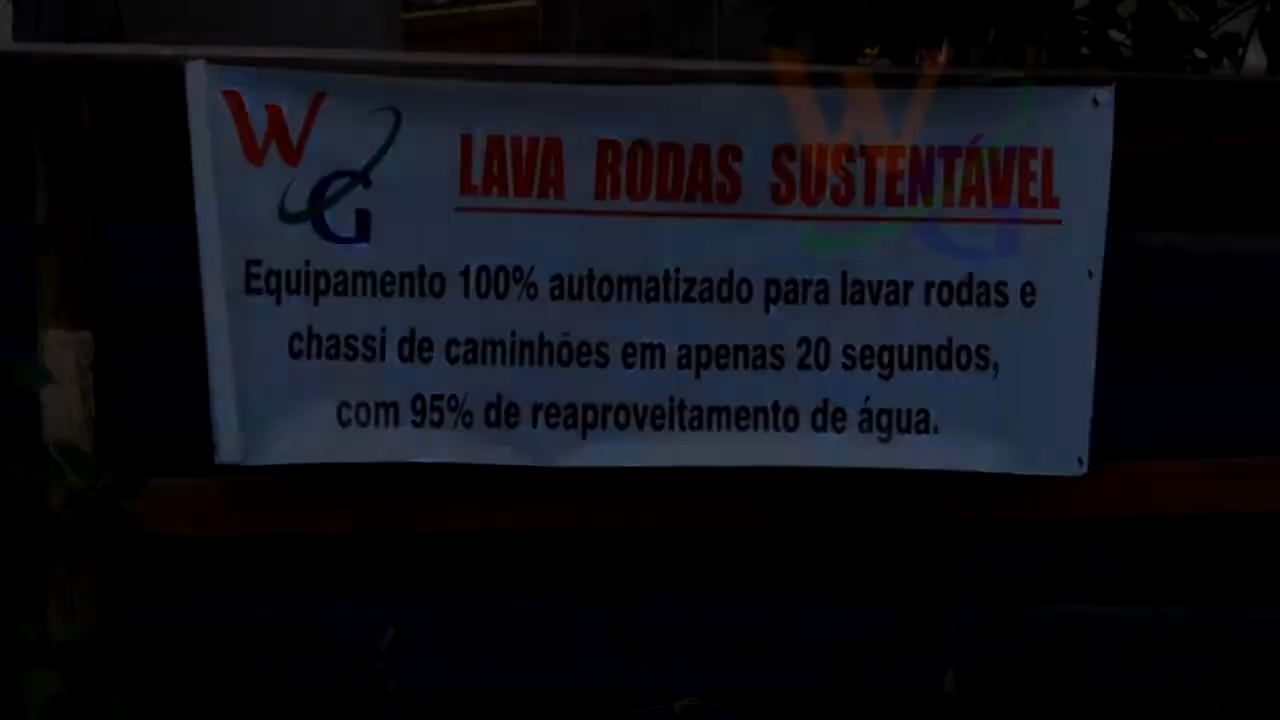 WG
LAVA RODAS SUSTENTÁVEL
Equipamento 100% automatizado para lavar rodas e
chassi de caminhões em apenas 20 segundos,
com 95% de reaproveitamento de água.
WG